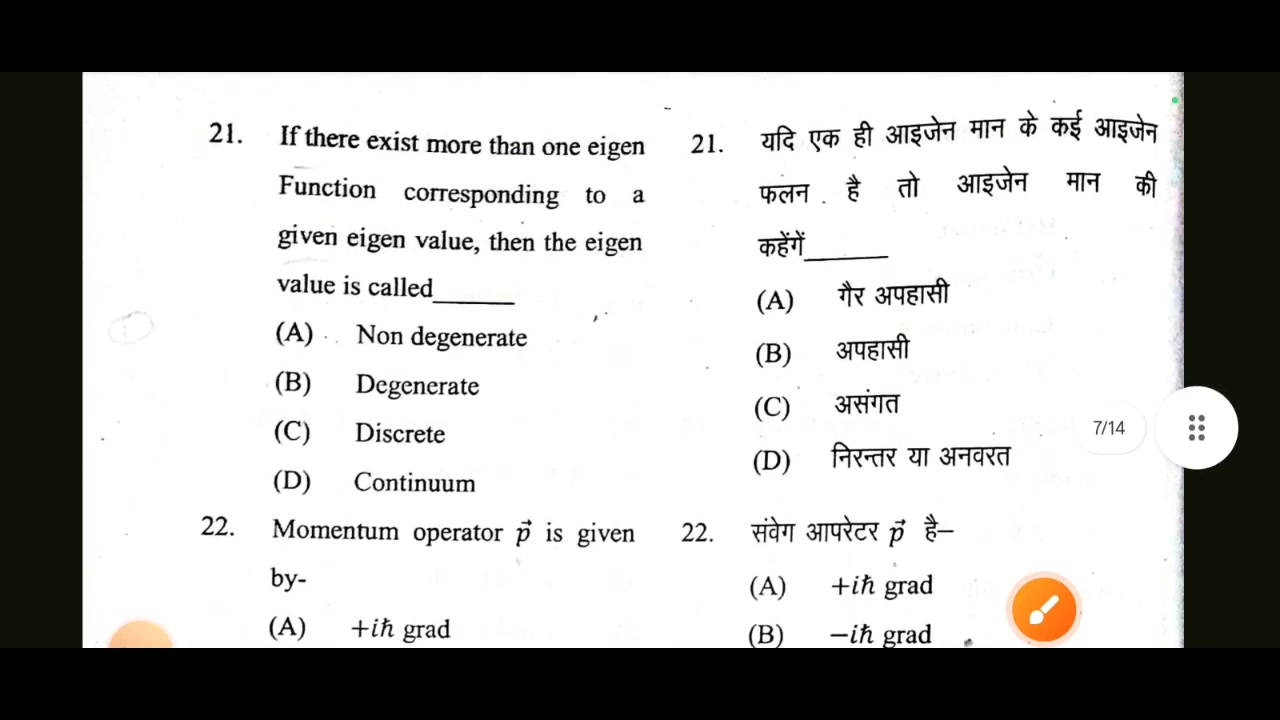 21. If there exist more than one eigen
Function corresponding to a
given eigen value, then the eigen
value is called______
(A) Non degenerate
(B) Degenerate
(C) Discrete
(D) Continuum
22. Momentum operator p⃗ is given
by-
(A) +iℏ grad
21. यदि एक ही आइजेन मान के कई आइजेन
फलन है तो आइजेन मान की
कहेंगें______
(A) गैर अपहासी
(B) अपहासी
(C) असंगत
(D) निरन्तर या अनवरत
22. संवेग आपरेटर p⃗ है–
(A) +iℏ grad
(B) −iℏ grad
7/14